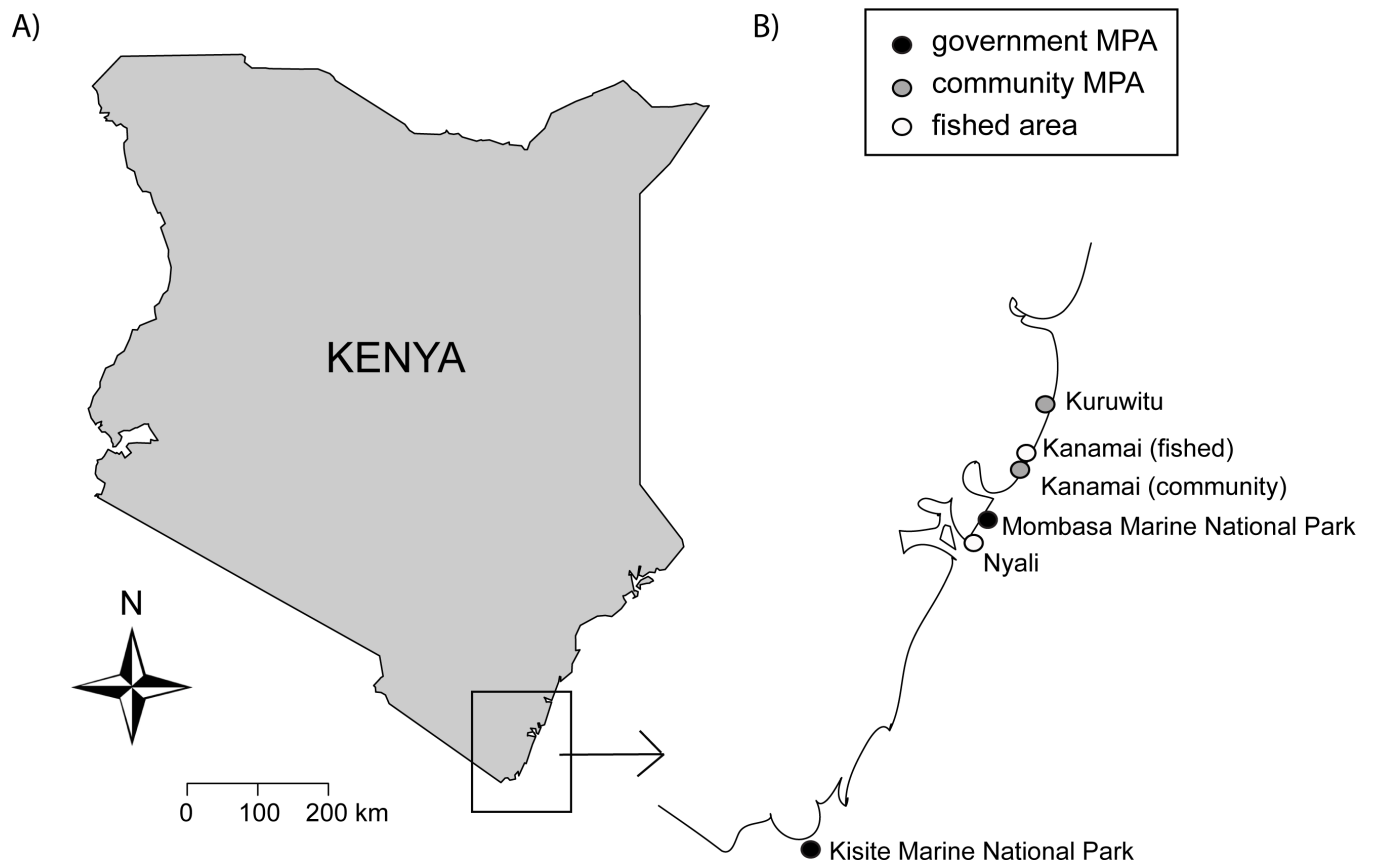 A)
B)
government MPA
community MPA
fished area
KENYA
Kuruwitu
Kanamai (fished)
Kanamai (community)
Mombasa Marine National Park
Nyali
N
0 100 200 km
Kisite Marine National Park